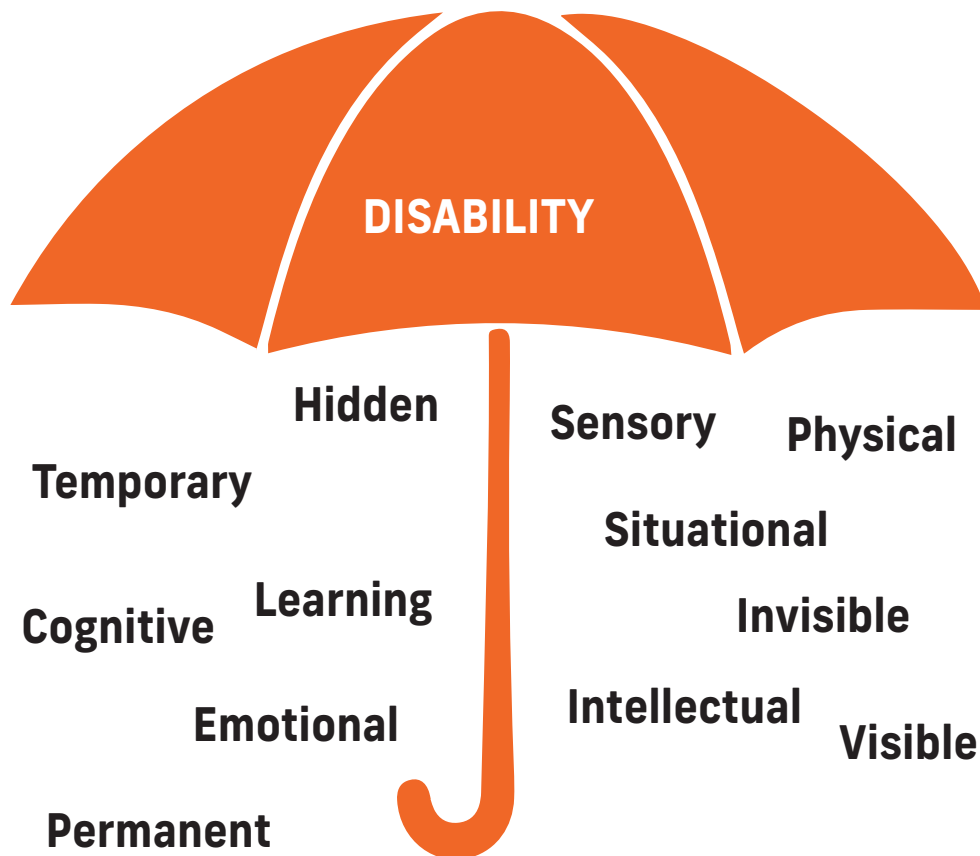 DISABILITY
Hidden
Sensory
Physical
Temporary
Situational
Learning
Cognitive
Invisible
Intellectual
Emotional
Visible
Permanent